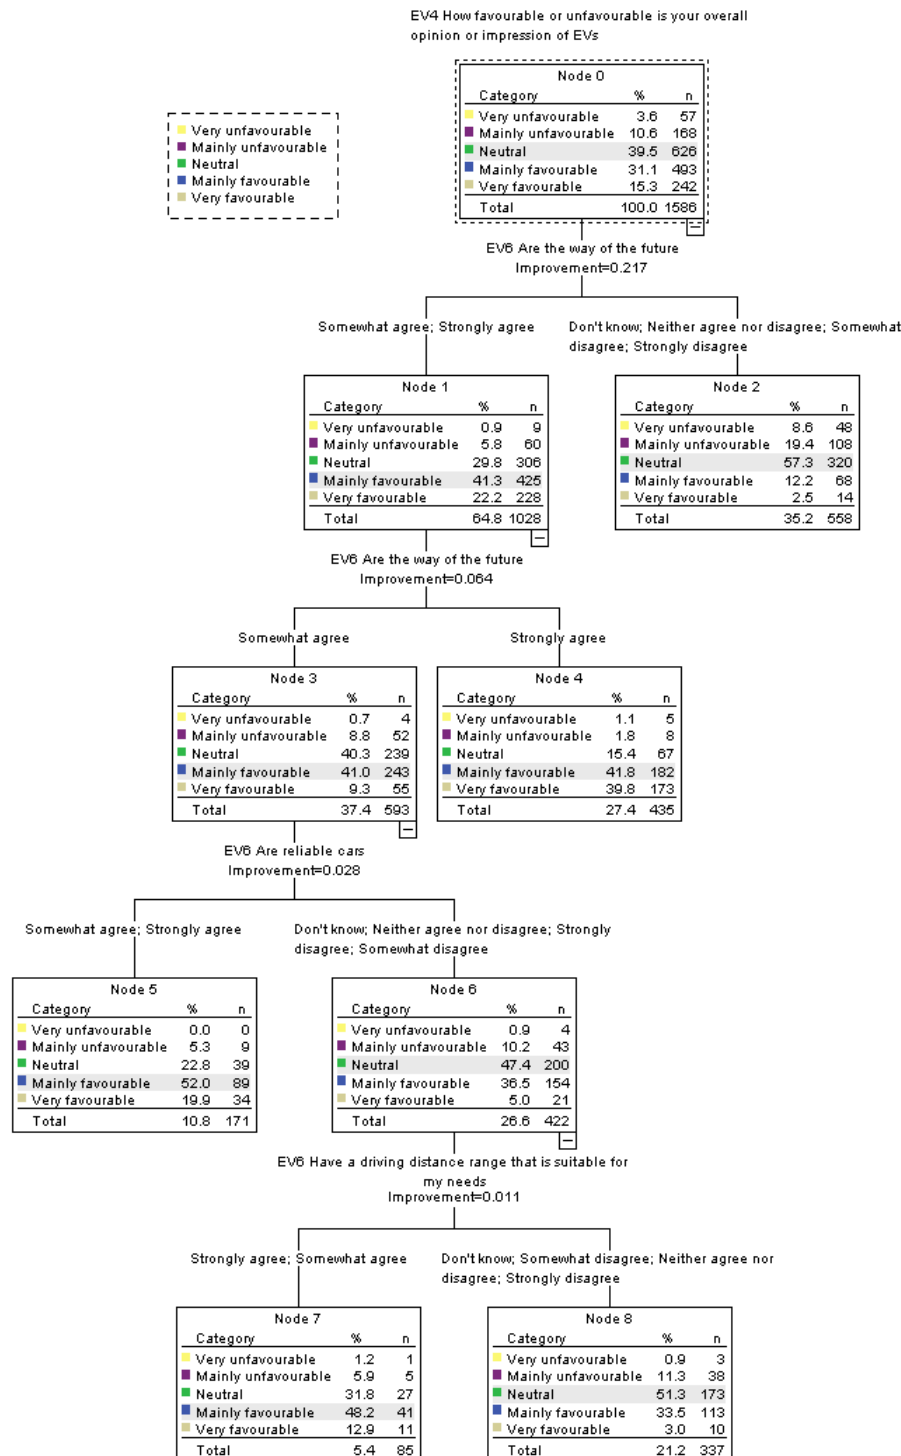 EV4 How favourable or unfavourable is your overall
opinion or impression of EVs
Node 0
Category % n
Very unfavourable 3.6 57
Mainly unfavourable 10.6 168
Neutral 39.5 626
Mainly favourable 31.1 493
Very favourable 15.3 242
Total 100.0 1586
Very unfavourable
Mainly unfavourable
Neutral
Mainly favourable
Very favourable
EV6 Are the way of the future
Improvement=0.217
Somewhat agree; Strongly agree
Don't know; Neither agree nor disagree; Somewhat
disagree; Strongly disagree
Node 1
Category % n
Very unfavourable 0.9 9
Mainly unfavourable 5.8 60
Neutral 29.8 306
Mainly favourable 41.3 425
Very favourable 22.2 228
Total 64.8 1028
Node 2
Category % n
Very unfavourable 8.6 48
Mainly unfavourable 19.4 108
Neutral 57.3 320
Mainly favourable 12.2 68
Very favourable 2.5 14
Total 35.2 558
EV6 Are the way of the future
Improvement=0.064
Somewhat agree
Strongly agree
Node 3
Category % n
Very unfavourable 0.7 4
Mainly unfavourable 8.8 52
Neutral 40.3 239
Mainly favourable 41.0 243
Very favourable 9.3 55
Total 37.4 593
Node 4
Category % n
Very unfavourable 1.1 5
Mainly unfavourable 1.8 8
Neutral 15.4 67
Mainly favourable 41.8 182
Very favourable 39.8 173
Total 27.4 435
EV6 Are reliable cars
Improvement=0.028
Somewhat agree; Strongly agree
Don't know; Neither agree nor disagree; Strongly
disagree; Somewhat disagree
Node 5
Category % n
Very unfavourable 0.0 0
Mainly unfavourable 5.3 9
Neutral 22.8 39
Mainly favourable 52.0 89
Very favourable 19.9 34
Total 10.8 171
Node 6
Category % n
Very unfavourable 0.9 4
Mainly unfavourable 10.2 43
Neutral 47.4 200
Mainly favourable 36.5 154
Very favourable 5.0 21
Total 26.6 422
EV6 Have a driving distance range that is suitable for
my needs
Improvement=0.011
Strongly agree; Somewhat agree
Don't know; Somewhat disagree; Neither agree nor
disagree; Strongly disagree
Node 7
Category % n
Very unfavourable 1.2 1
Mainly unfavourable 5.9 5
Neutral 31.8 27
Mainly favourable 48.2 41
Very favourable 12.9 11
Total 5.4 85
Node 8
Category % n
Very unfavourable 0.9 3
Mainly unfavourable 11.3 38
Neutral 51.3 173
Mainly favourable 33.5 113
Very favourable 3.0 10
Total 21.2 337